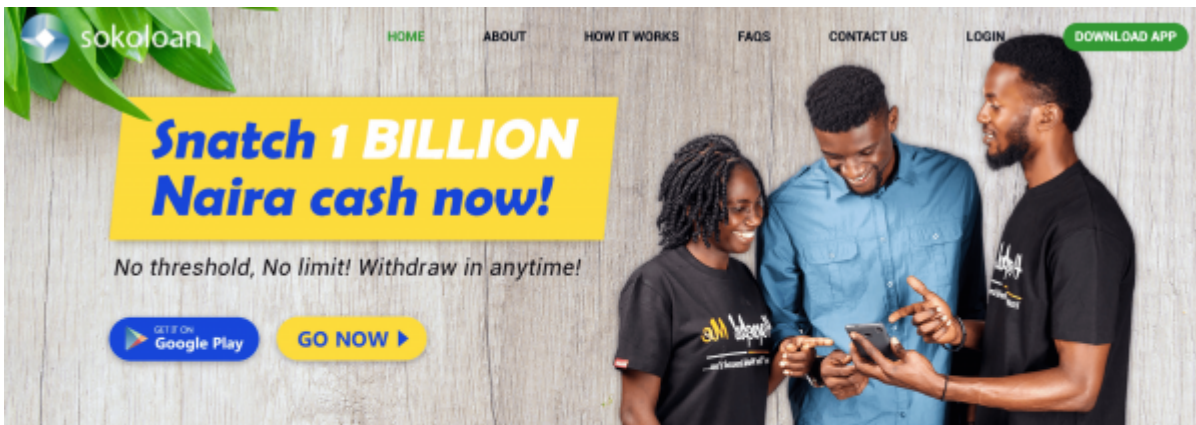 sokoloan
HOME ABOUT HOW IT WORKS FAQS CONTACT US LOGIN DOWNLOAD APP
Snatch 1 BILLION
Naira cash now!
No threshold, No limit! Withdraw in anytime!
GET IT ON
Google Play
GO NOW